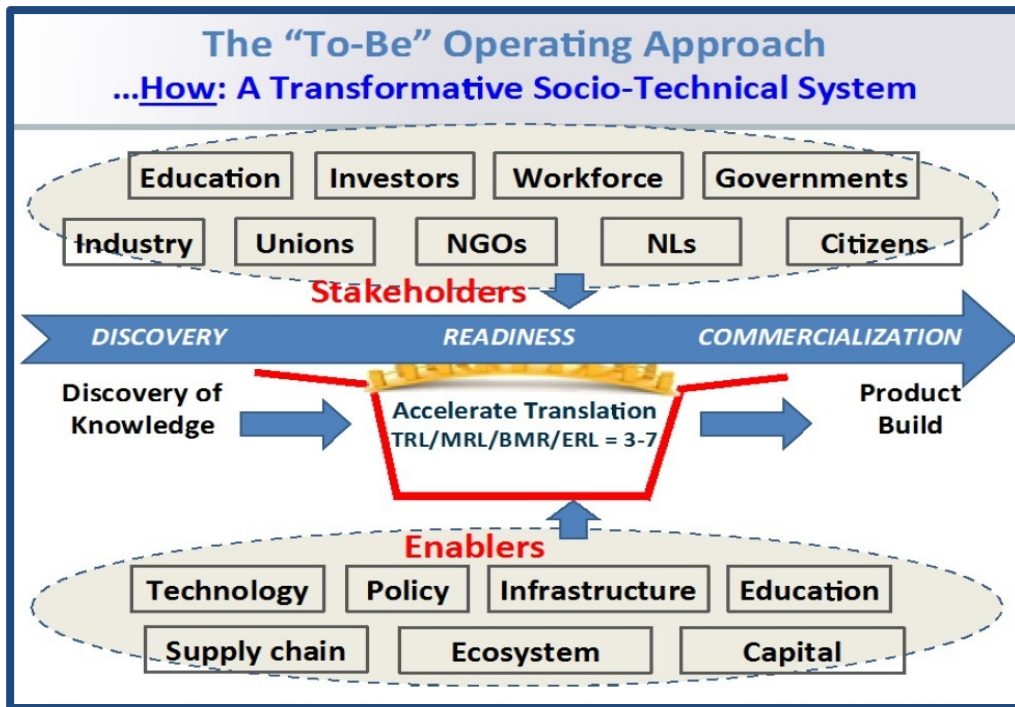 The “To-Be” Operating Approach
...How: A Transformative Socio-Technical System
Education Investors Workforce Governments
Industry Unions NGOs NLs Citizens
Stakeholders
DISCOVERY READINESS COMMERCIALIZATION
Discovery of
Knowledge
Accelerate Translation
TRL/MRL/BMR/ERL = 3-7
Product
Build
Enablers
Technology Policy Infrastructure Education
Supply chain Ecosystem Capital